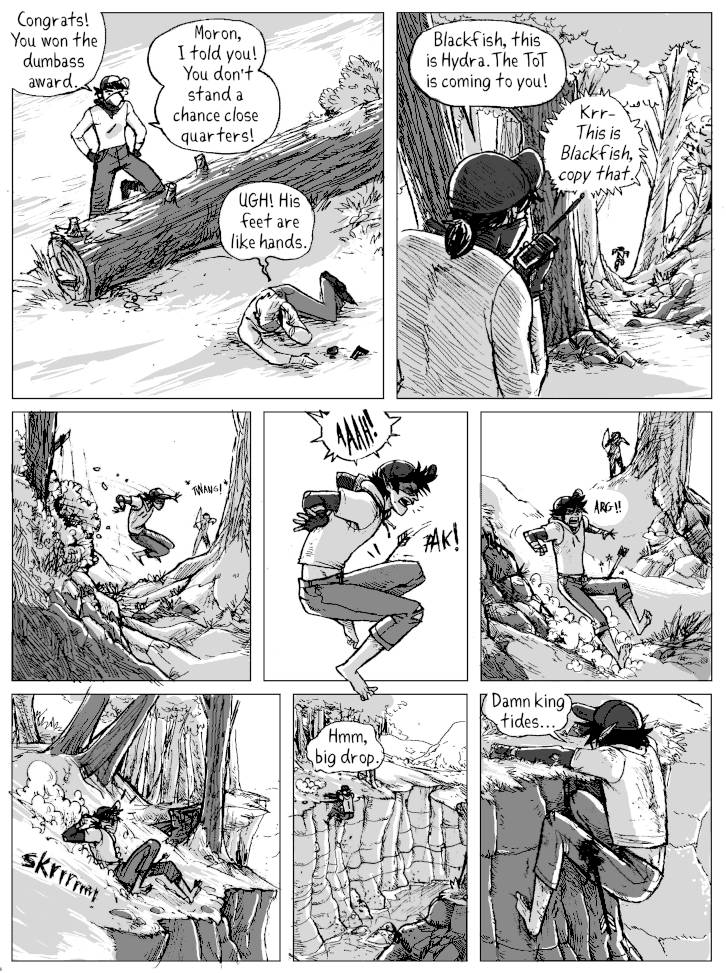 Congrats!
You won the
dumbass
award.
Moron,
I told you!
You don't
stand a
chance close
quarters!
UGH! His
feet are
like hands.
Blackfish, this
is Hydra. The ToT
is coming to you!
Krr-
This is
Blackfish,
copy that.
*TWANG!*
AAAH!
PAK!
ARG!!
skrrrrrr!
Hmm,
big drop.
Damn king
tides...